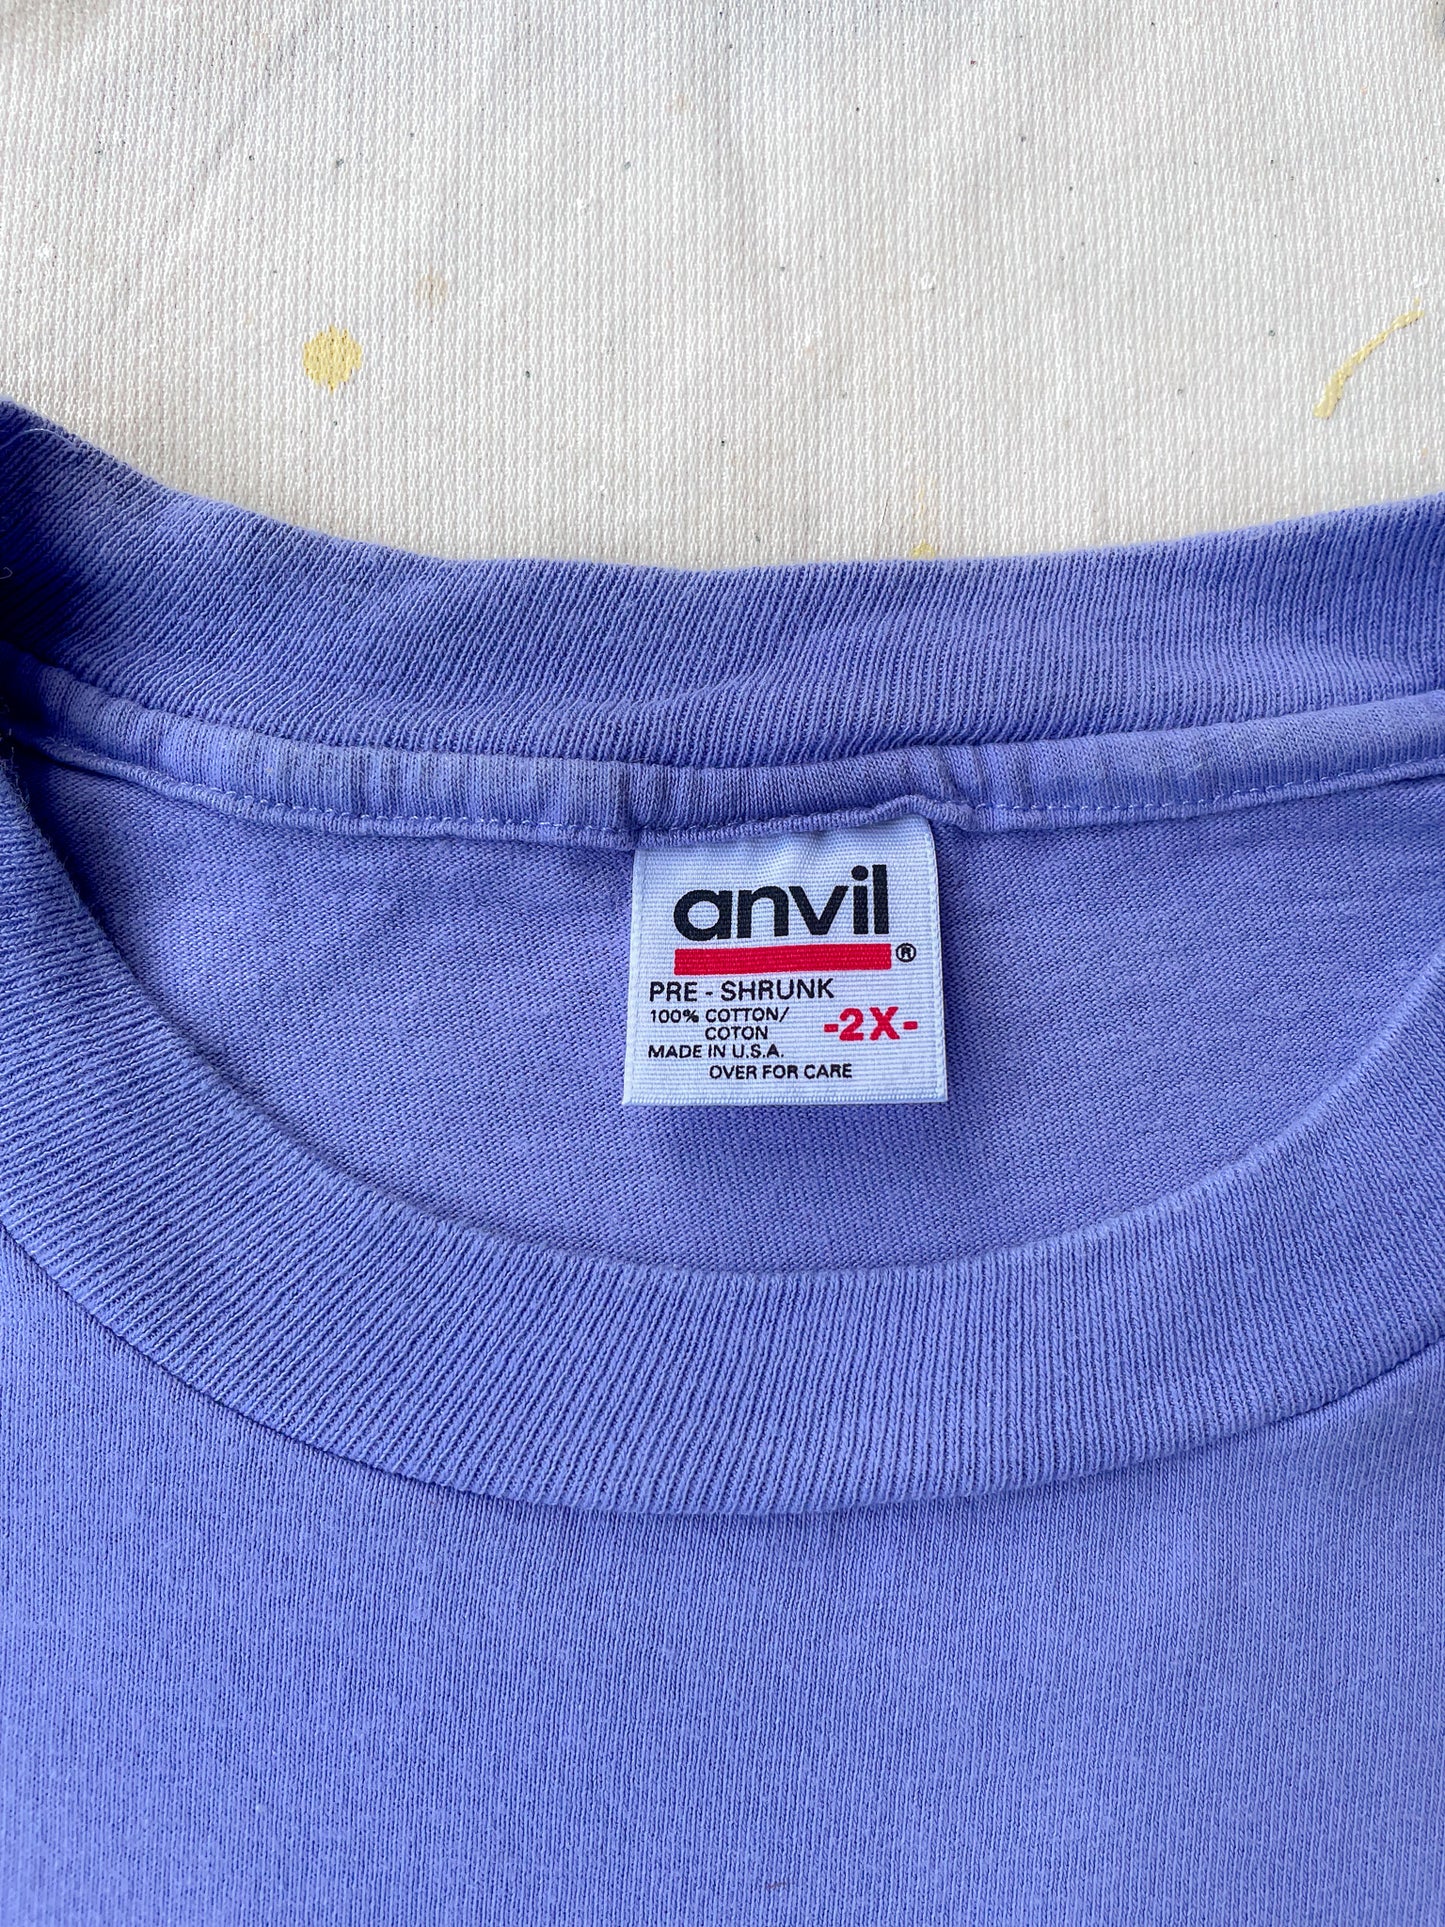 anvil
®
PRE - SHRUNK
100% COTTON/
COTON
-2X-
MADE IN U.S.A.
OVER FOR CARE